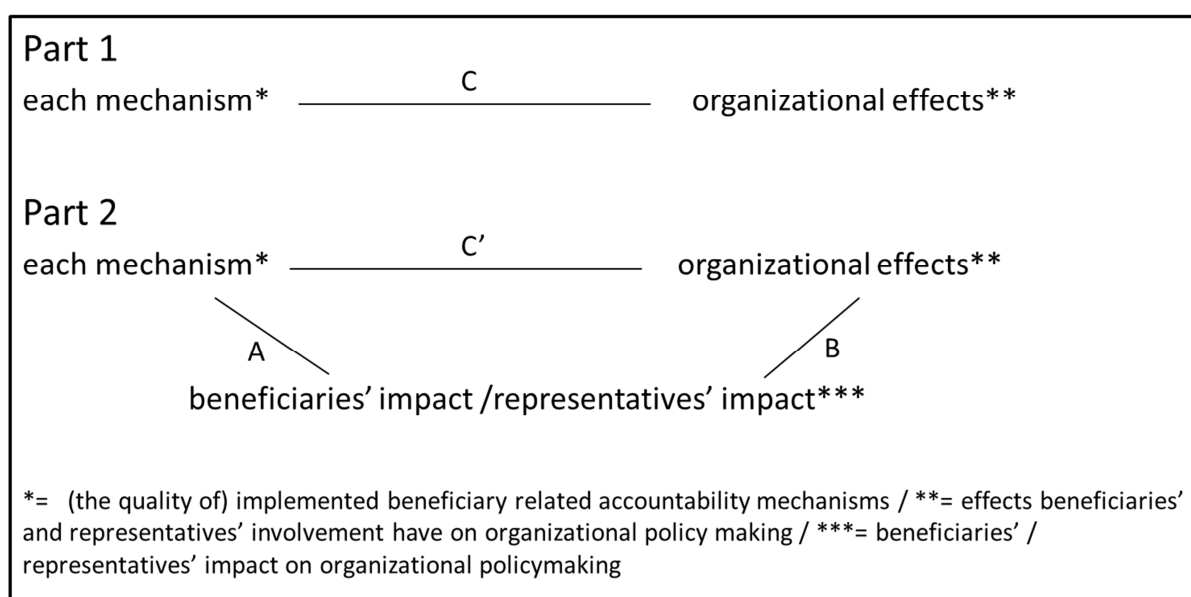 Part 1
C
each mechanism* organizational effects**
Part 2
C’
each mechanism* organizational effects**
A B
beneficiaries’ impact /representatives’ impact***
*= (the quality of) implemented beneficiary related accountability mechanisms / **= effects beneficiaries’
and representatives’ involvement have on organizational policy making / ***= beneficiaries’ /
representatives’ impact on organizational policymaking